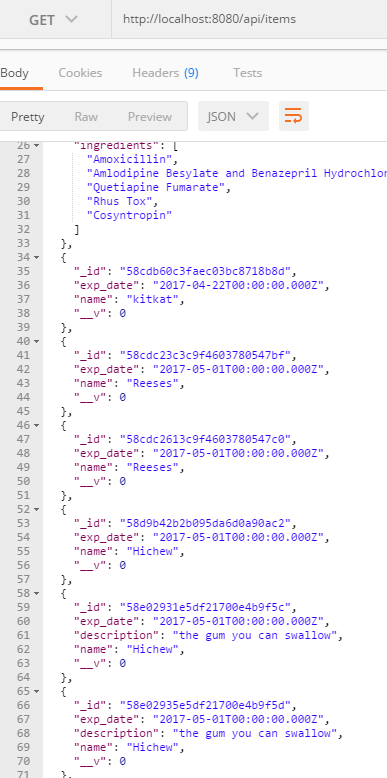 GET http://localhost:8080/api/items
Body Cookies Headers (9) Tests
Pretty Raw Preview JSON
26 "ingredients": [
27 "Amoxicillin",
28 "Amlodipine Besylate and Benazepril Hydrochlor
29 "Quetiapine Fumarate",
30 "Rhus Tox",
31 "Cosyntropin"
32 ]
33 },
34 {
35 "_id": "58cdb60c3faec03bc8718b8d",
36 "exp_date": "2017-04-22T00:00:00.000Z",
37 "name": "kitkat",
38 "__v": 0
39 },
40 {
41 "_id": "58cdc23c3c9f4603780547bf",
42 "exp_date": "2017-05-01T00:00:00.000Z",
43 "name": "Reeses",
44 "__v": 0
45 },
46 {
47 "_id": "58cdc2613c9f4603780547c0",
48 "exp_date": "2017-05-01T00:00:00.000Z",
49 "name": "Reeses",
50 "__v": 0
51 },
52 {
53 "_id": "58d9b42b2b095da6d0a90ac2",
54 "exp_date": "2017-05-01T00:00:00.000Z",
55 "name": "Hichew",
56 "__v": 0
57 },
58 {
59 "_id": "58e02931e5df21700e4b9f5c",
60 "exp_date": "2017-05-01T00:00:00.000Z",
61 "description": "the gum you can swallow",
62 "name": "Hichew",
63 "__v": 0
64 },
65 {
66 "_id": "58e02935e5df21700e4b9f5d",
67 "exp_date": "2017-05-01T00:00:00.000Z",
68 "description": "the gum you can swallow",
69 "name": "Hichew",
70 "__v": 0
71 },